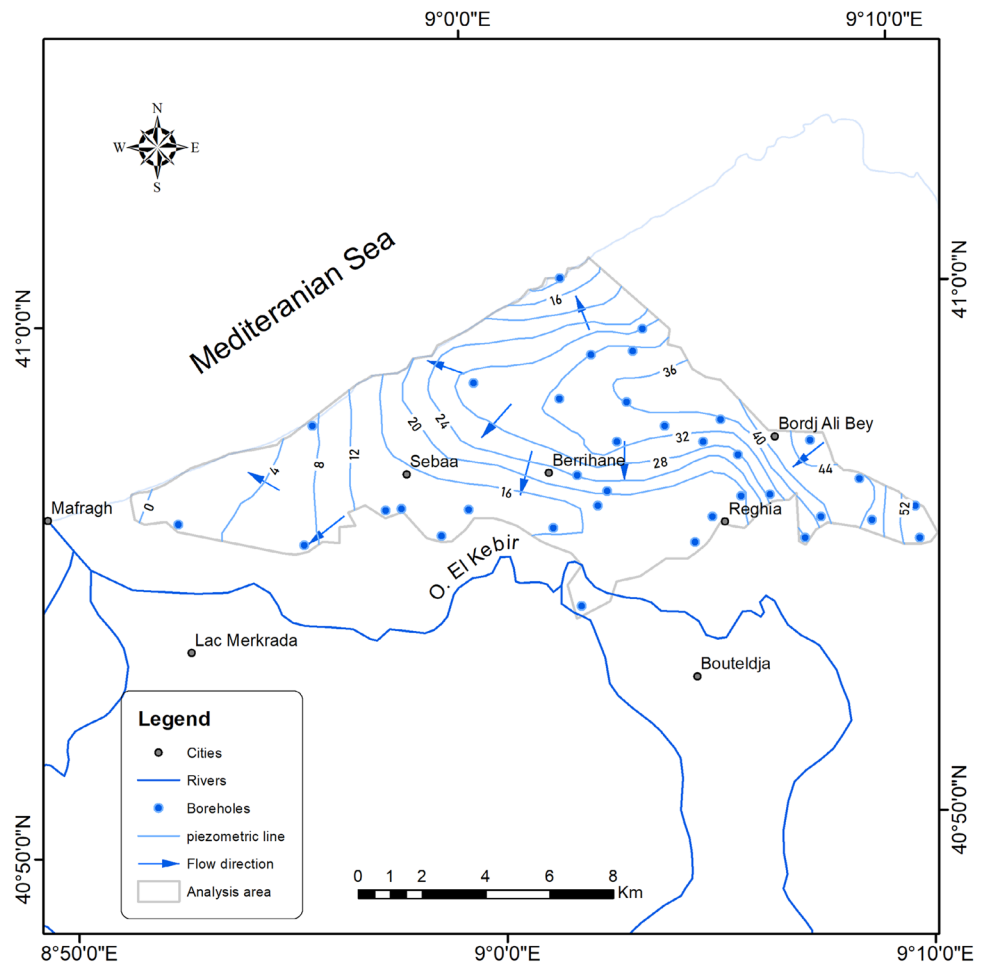 9°0'0"E
9°10'0"E
N
W
E
S
41°0'0"N
41°0'0"N
Mediteranian Sea
16
36
20
24
40
Bordj Ali Bey
32
12
8
4
Sebaa
Berrihane
28
44
16
0
52
Mafragh
Reghia
O. El Kebir
Lac Merkrada
Bouteldja
Legend
Cities
Rivers
Boreholes
piezometric line
Flow direction
Analysis area
0 1 2 4 6 8
Km
40°50'0"N
40°50'0"N
8°50'0"E
9°0'0"E
9°10'0"E